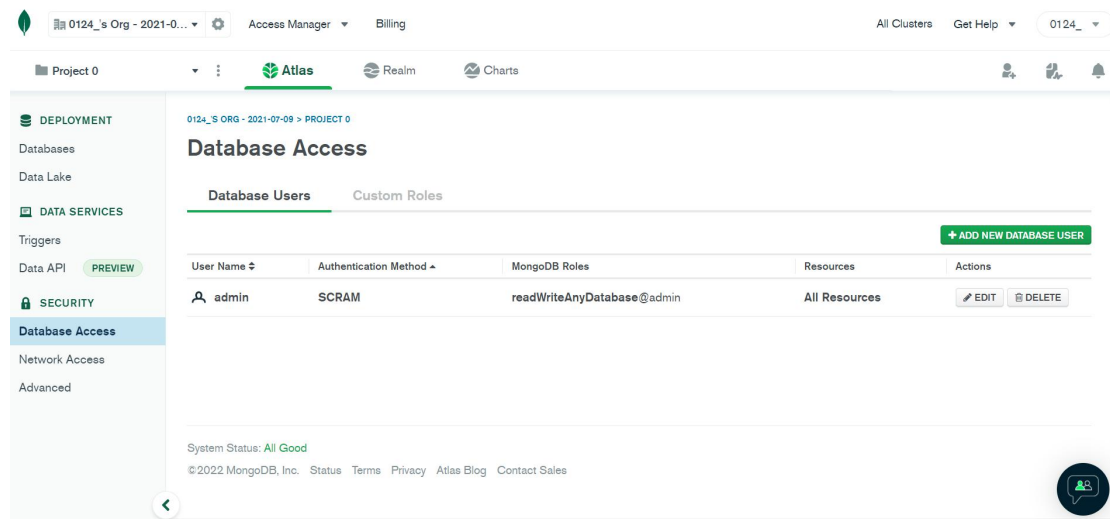 0124_'s Org - 2021-0... Access Manager Billing All Clusters Get Help 0124_
Project 0 Atlas Realm Charts
DEPLOYMENT
Databases
Data Lake
DATA SERVICES
Triggers
Data API PREVIEW
SECURITY
Database Access
Network Access
Advanced
0124_'S ORG - 2021-07-09 > PROJECT 0
Database Access
Database Users Custom Roles
+ ADD NEW DATABASE USER
User Name Authentication Method MongoDB Roles Resources Actions
admin SCRAM readWriteAnyDatabase@admin All Resources EDIT DELETE
System Status: All Good
©2022 MongoDB, Inc. Status Terms Privacy Atlas Blog Contact Sales